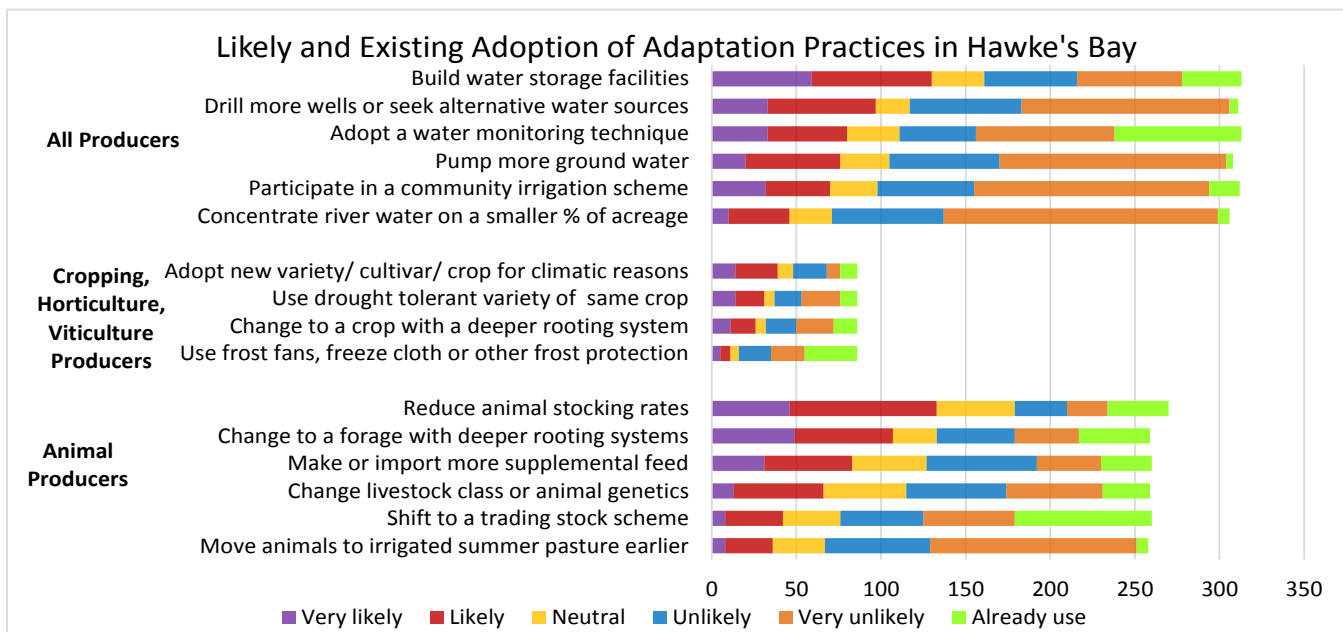 Likely and Existing Adoption of Adaptation Practices in Hawke's Bay
All Producers
Build water storage facilities
Drill more wells or seek alternative water sources
Adopt a water monitoring technique
Pump more ground water
Participate in a community irrigation scheme
Concentrate river water on a smaller % of acreage
Cropping,
Horticulture,
Viticulture
Producers
Adopt new variety/ cultivar/ crop for climatic reasons
Use drought tolerant variety of same crop
Change to a crop with a deeper rooting system
Use frost fans, freeze cloth or other frost protection
Animal
Producers
Reduce animal stocking rates
Change to a forage with deeper rooting systems
Make or import more supplemental feed
Change livestock class or animal genetics
Shift to a trading stock scheme
Move animals to irrigated summer pasture earlier
0 50 100 150 200 250 300 350
Very likely Likely Neutral Unlikely Very unlikely Already use